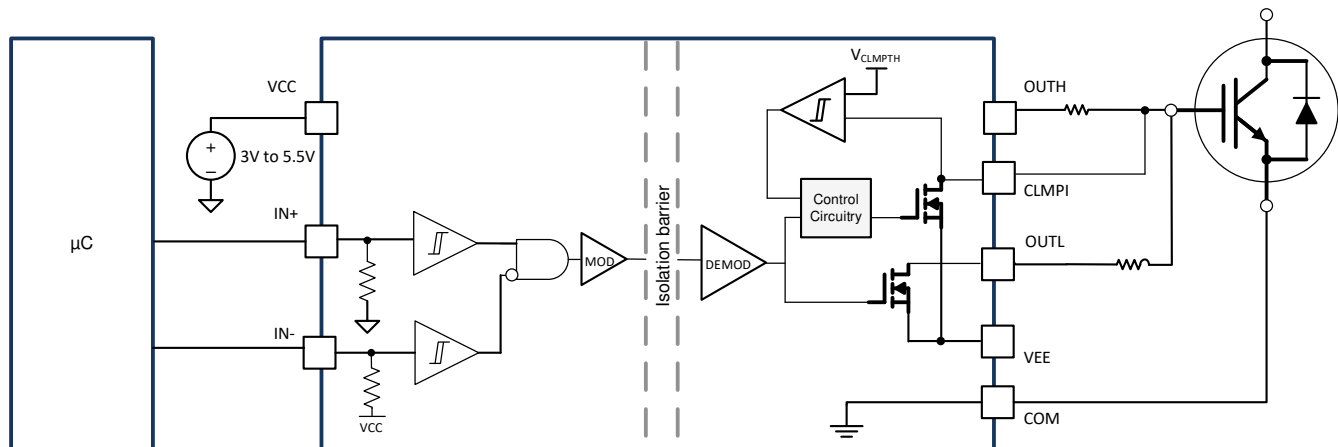 µC
VCC
+
−
3V to 5.5V
IN+
IN-
VCC
MOD
Isolation barrier
DEMOD
VCLMPTH
Control
Circuitry
OUTH
CLMPI
OUTL
VEE
COM